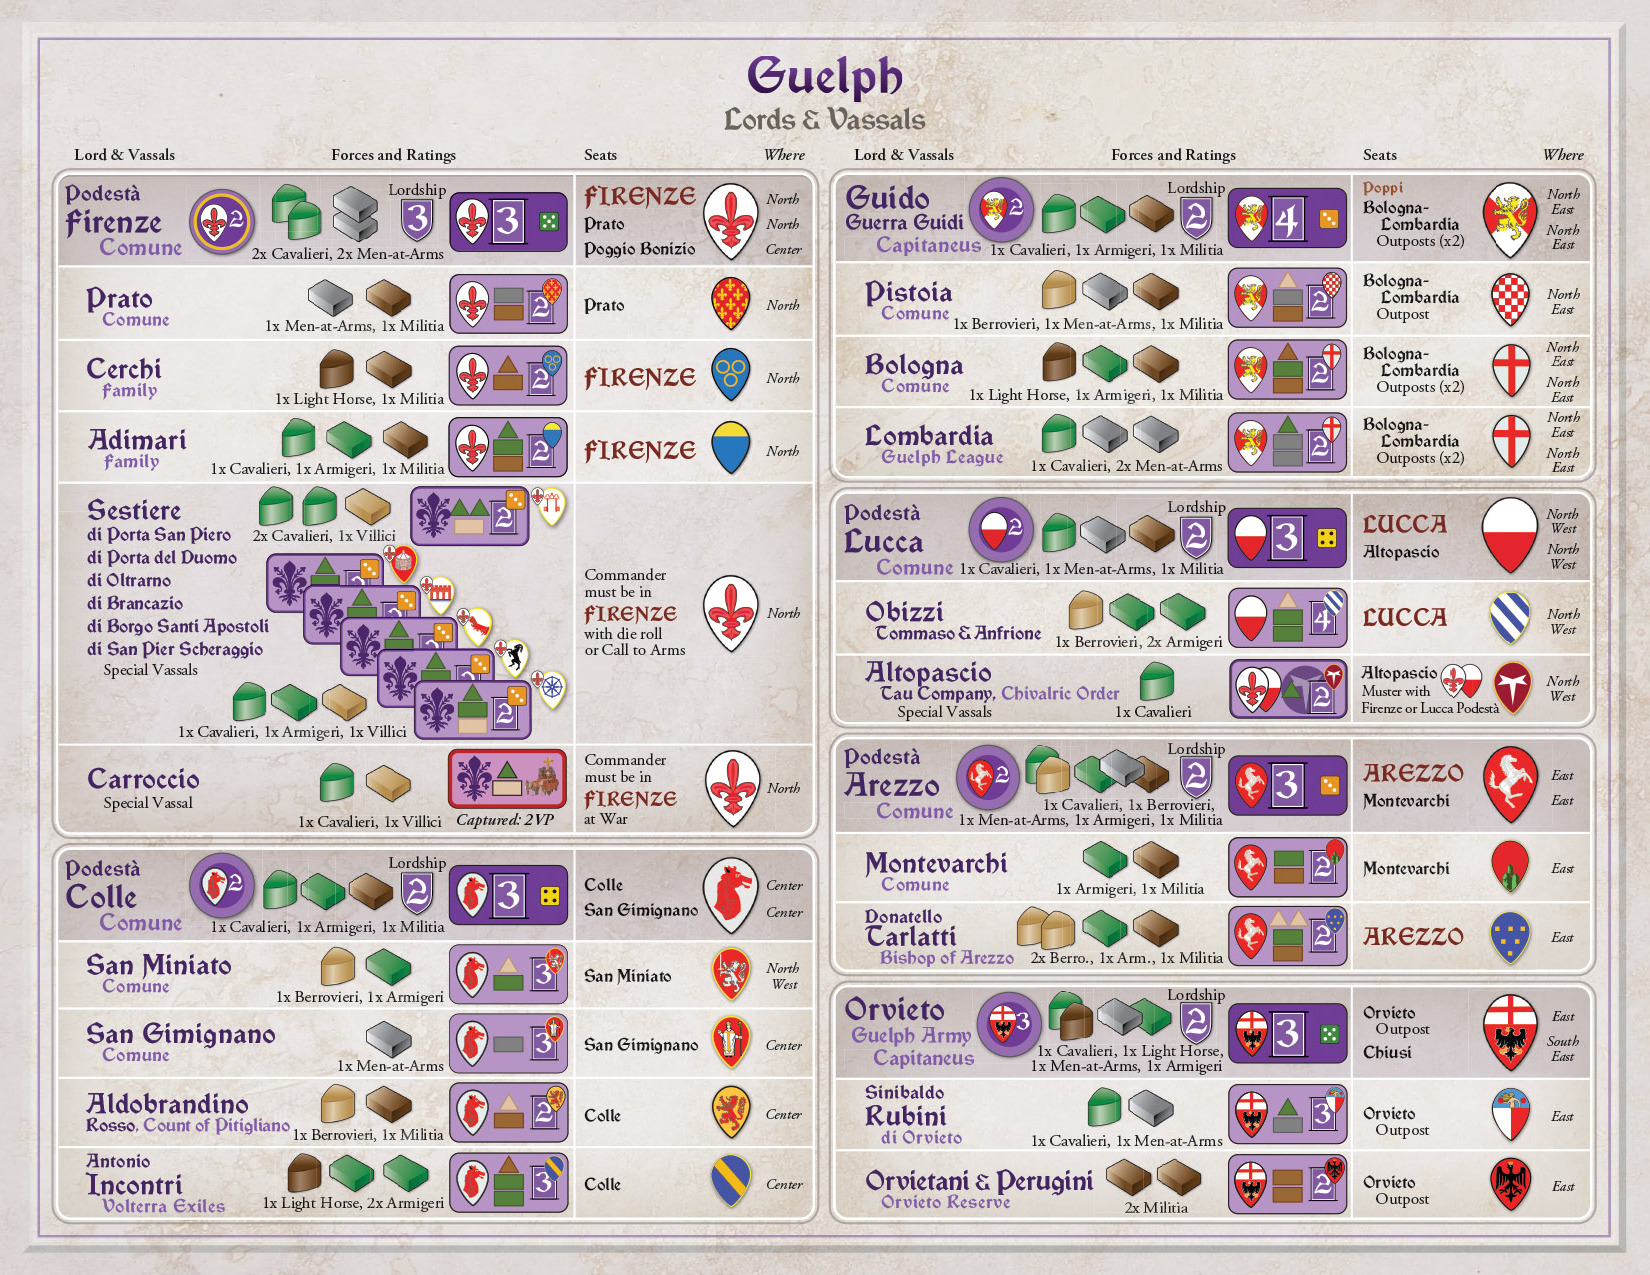 Guelph
Lords & Vassals
Lord & Vassals
Forces and Ratings
Seats
Where
Podestà
Firenze
Comune
2
2x Cavalieri, 2x Men-at-Arms
Lordship
3
3
FIRENZE
North
Prato
North
Poggio Bonizio
Center
Prato
Comune
1x Men-at-Arms, 1x Militia
2
Prato
North
Cerchi
Family
1x Light Horse, 1x Militia
2
FIRENZE
North
Adimari
Family
1x Cavalieri, 1x Armigeri, 1x Militia
2
FIRENZE
North
Sestiere
di Porta San Piero
di Porta del Duomo
di Oltrarno
di Brancazio
di Borgo Santi Apostoli
di San Pier Scheraggio
Special Vassals
2x Cavalieri, 1x Villici
2
1x Cavalieri, 1x Armigeri, 1x Villici
2
Commander
must be in
FIRENZE
with die roll
or Call to Arms
North
Carroccio
Special Vassal
1x Cavalieri, 1x Villici
Captured: 2VP
Commander
must be in
FIRENZE
at War
North
Podestà
Colle
Comune
2
1x Cavalieri, 1x Armigeri, 1x Militia
Lordship
2
3
Colle
Center
San Gimignano
Center
San Miniato
Comune
1x Berrovieri, 1x Armigeri
3
San Miniato
North
West
San Gimignano
Comune
1x Men-at-Arms
3
San Gimignano
Center
Aldobrandino
Rosso, Count of Pitigliano
1x Berrovieri, 1x Militia
2
Colle
Center
Antonio
Incontri
Volterra Exiles
1x Light Horse, 2x Armigeri
3
Colle
Center
Lord & Vassals
Forces and Ratings
Seats
Where
Guido
Guerra Guidi
Capitaneus
2
1x Cavalieri, 1x Armigeri, 1x Militia
Lordship
2
4
Poppi
Bologna-
Lombardia
Outposts (x2)
North
East
North
East
Pistoia
Comune
1x Berrovieri, 1x Men-at-Arms, 1x Militia
2
Bologna-
Lombardia
Outpost
North
East
Bologna
Comune
1x Light Horse, 1x Armigeri, 1x Militia
2
Bologna-
Lombardia
Outposts (x2)
North
East
North
East
Lombardia
Guelph League
1x Cavalieri, 2x Men-at-Arms
2
Bologna-
Lombardia
Outposts (x2)
North
East
North
East
Podestà
Lucca
Comune
2
1x Cavalieri, 1x Men-at-Arms, 1x Militia
Lordship
2
3
LUCCA
Altopascio
North
West
North
West
Obizzi
Tommaso & Anfrione
1x Berrovieri, 2x Armigeri
4
LUCCA
North
West
Altopascio
Tau Company, Chivalric Order
Special Vassals
1x Cavalieri
2
Altopascio
Muster with
Firenze or Lucca Podestà
North
West
Podestà
Arezzo
Comune
2
1x Cavalieri, 1x Berrovieri,
1x Men-at-Arms, 1x Armigeri, 1x Militia
Lordship
2
3
AREZZO
East
Montevarchi
East
Montevarchi
Comune
1x Armigeri, 1x Militia
2
Montevarchi
East
Donatello
Tarlatti
Bishop of Arezzo
2x Berro., 1x Arm., 1x Militia
2
AREZZO
East
Orvieto
Guelph Army
Capitaneus
3
1x Cavalieri, 1x Light Horse,
1x Men-at-Arms, 1x Armigeri
Lordship
2
3
Orvieto
Outpost
East
Chiusi
South
East
Sinibaldo
Rubini
di Orvieto
1x Cavalieri, 1x Men-at-Arms
3
Orvieto
Outpost
East
Orvietani & Perugini
Orvieto Reserve
2x Militia
2
Orvieto
Outpost
East